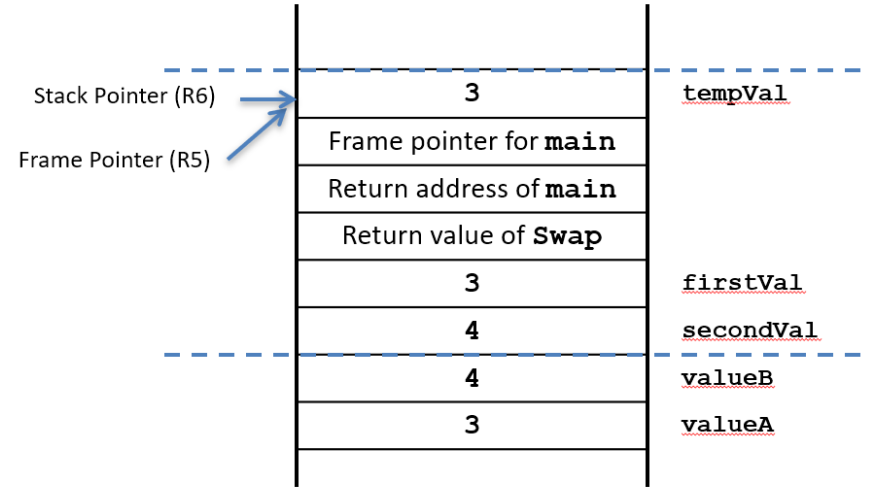 Stack Pointer (R6)
3
tempVal
Frame Pointer (R5)
Frame pointer for main
Return address of main
Return value of Swap
3
firstVal
4
secondVal
4
valueB
3
valueA